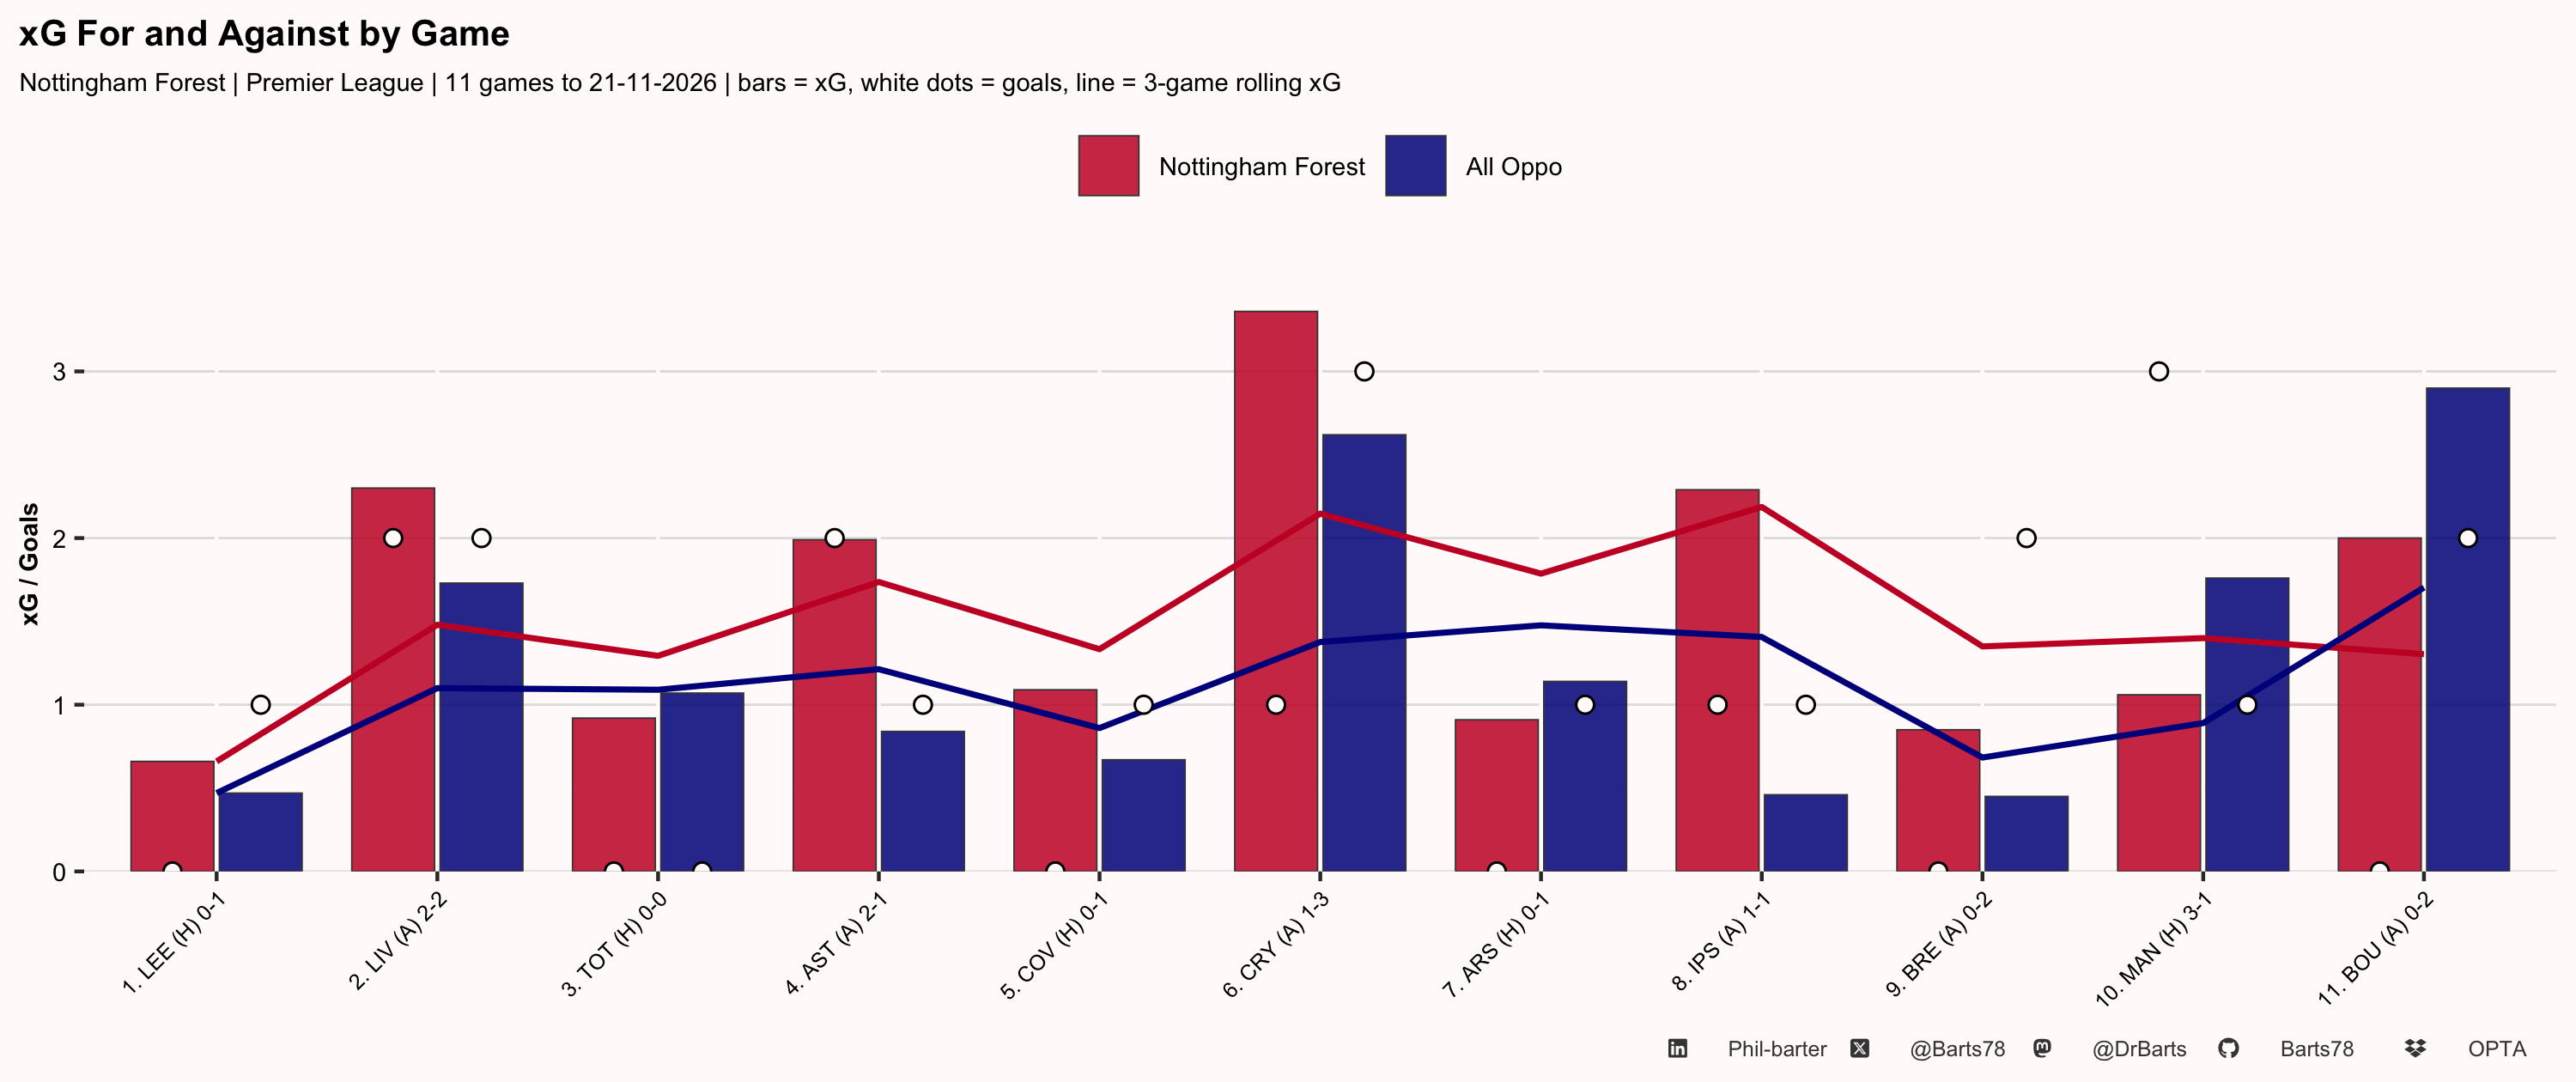 xG For and Against by Game
Nottingham Forest | Premier League | 11 games to 21-11-2026 | bars = xG, white dots = goals, line = 3-game rolling xG
Nottingham Forest All Oppo
xG / Goals
3
2
1
0
1. LEE (H) 0-1
2. LIV (A) 2-2
3. TOT (H) 0-0
4. AST (A) 2-1
5. COV (H) 0-1
6. CRY (A) 1-3
7. ARS (H) 0-1
8. IPS (A) 1-1
9. BRE (A) 0-2
10. MAN (H) 3-1
11. BOU (A) 0-2
Phil-barter @Barts78 @DrBarts Barts78 OPTA